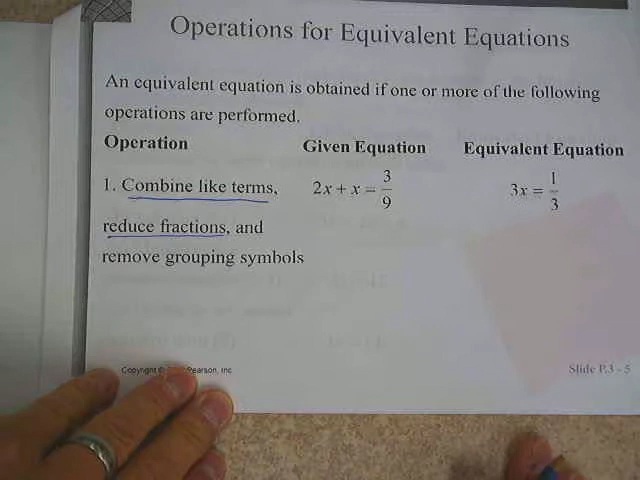 Operations for Equivalent Equations
An equivalent equation is obtained if one or more of the following
operations are performed.
Operation Given Equation Equivalent Equation
1. Combine like terms, 2x + x = 3/9 3x = 1/3
reduce fractions, and
remove grouping symbols
Copyright © Pearson, Inc.
Slide P.3 - 5